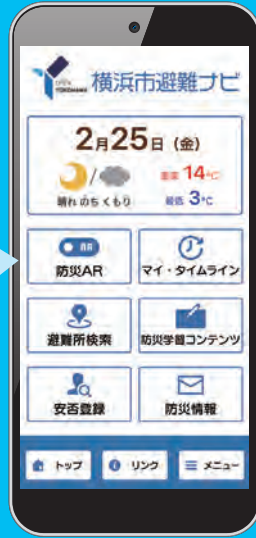 OPEN
YOKOHAMA
横浜市避難ナビ
2月25日 (金)
最高 14℃
晴れ のち くもり
最低 3℃
AR
防災AR
マイ・タイムライン
避難所検索
防災学習コンテンツ
安否登録
防災情報
トップ
リンク
メニュー